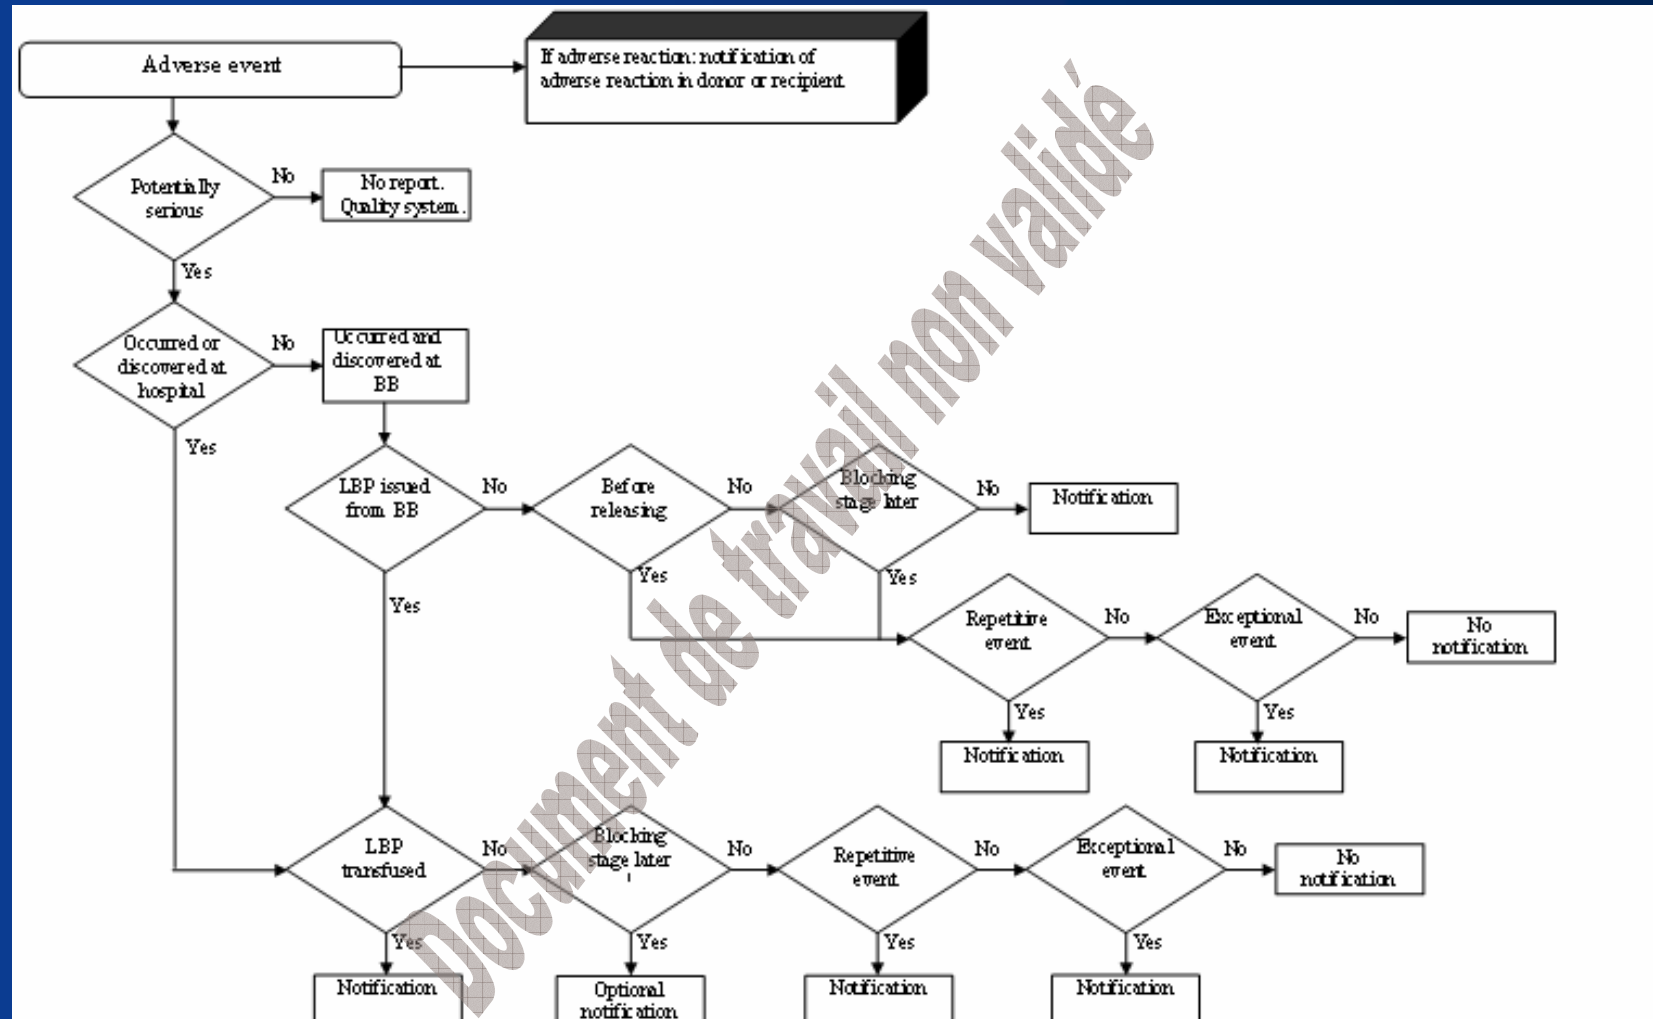 Adverse event
If adverse reaction: notification of
adverse reaction in donor or recipient
Potentially
serious
No
No report.
Quality system.
Yes
Occurred or
discovered at
hospital
No
Occurred and
discovered at
BB
Yes
LBP issued
from BB
No
Before
releasing
No
Blocking
stage later
No
Notification
Yes
Yes
Yes
Repetitive
event
No
Exceptional
event
No
No
notification
Yes
Notification
Yes
Notification
LBP
transfused
No
Blocking
stage later
No
Repetitive
event
No
Exceptional
event
No
No
notification
Yes
Notification
Yes
Optional
notification
Yes
Notification
Yes
Notification
Document de travail non validé